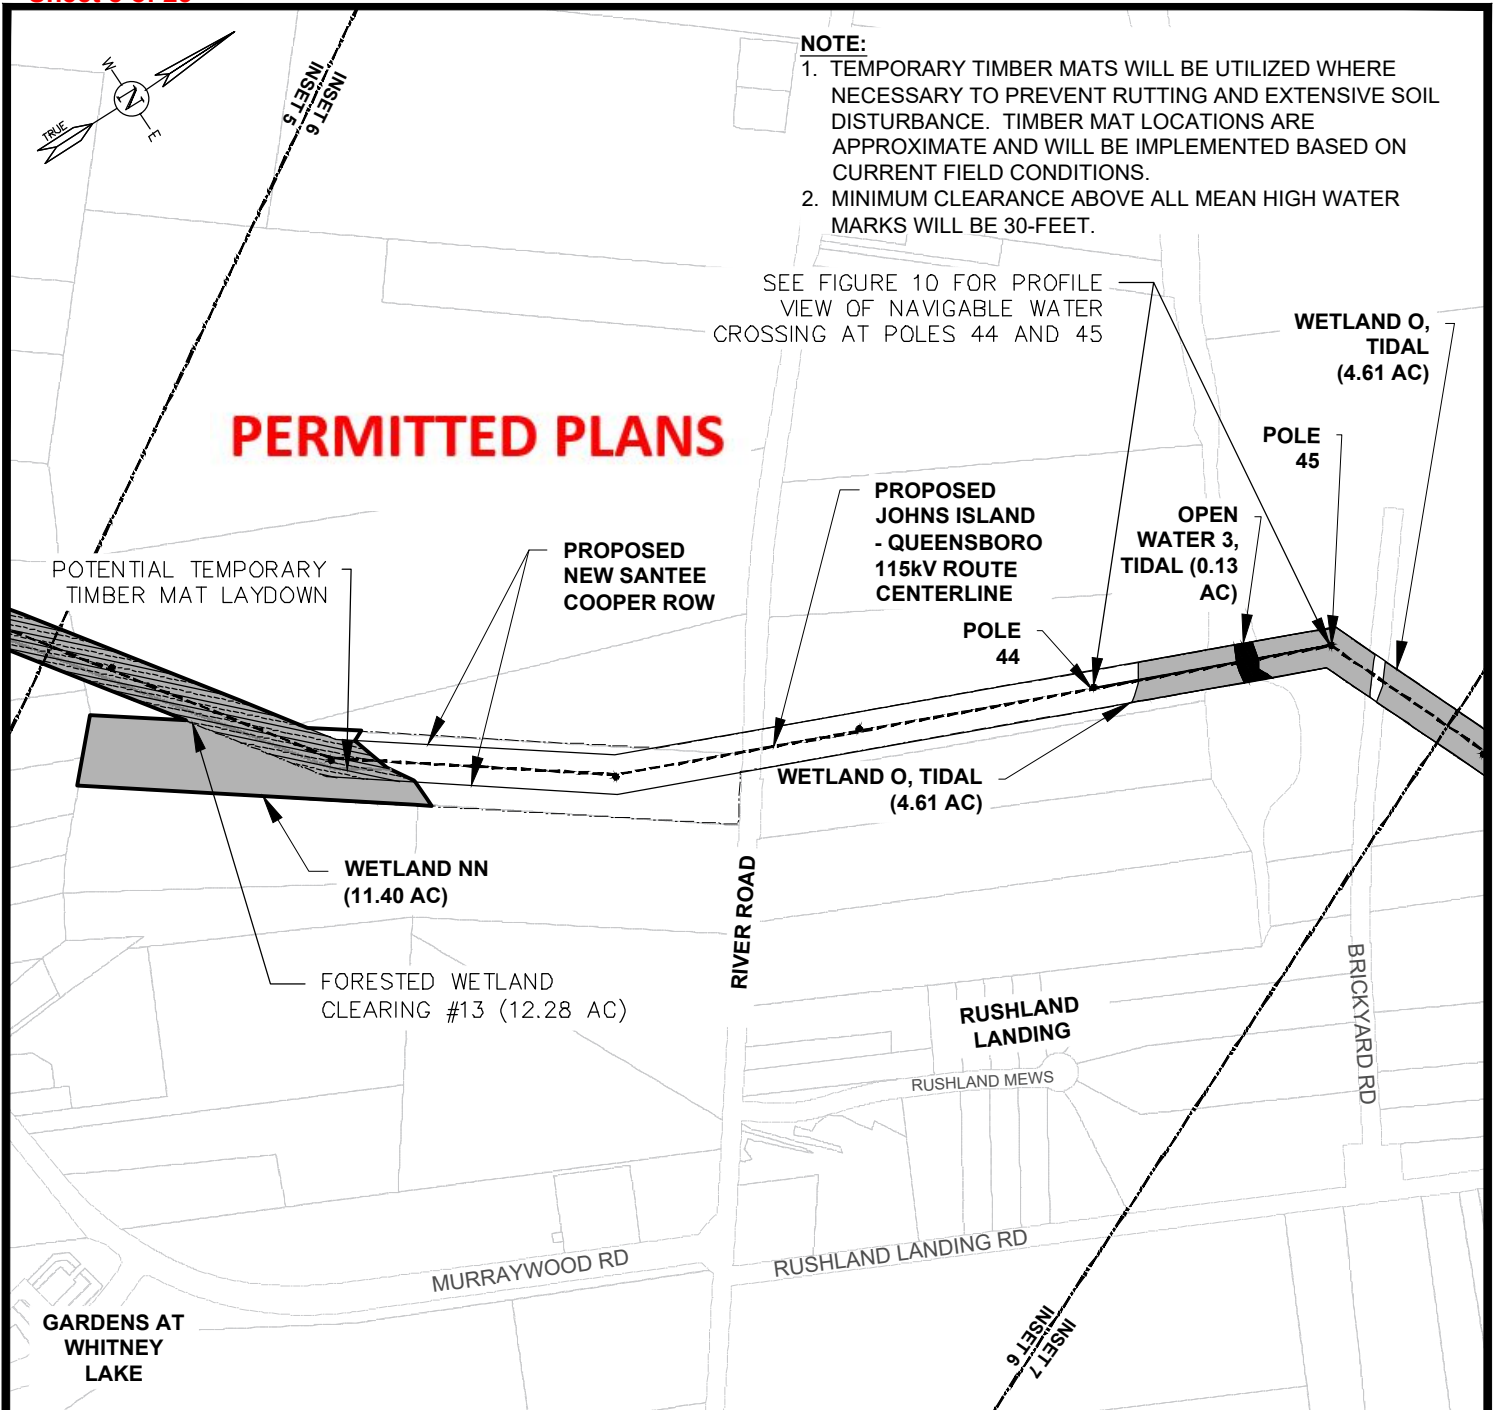 NOTE:
1. TEMPORARY TIMBER MATS WILL BE UTILIZED WHERE
NECESSARY TO PREVENT RUTTING AND EXTENSIVE SOIL
DISTURBANCE. TIMBER MAT LOCATIONS ARE
APPROXIMATE AND WILL BE IMPLEMENTED BASED ON
CURRENT FIELD CONDITIONS.
2. MINIMUM CLEARANCE ABOVE ALL MEAN HIGH WATER
MARKS WILL BE 30-FEET.
W
N
E
TRUE
INSET 6
INSET 5
SEE FIGURE 10 FOR PROFILE
VIEW OF NAVIGABLE WATER
CROSSING AT POLES 44 AND 45
WETLAND O,
TIDAL
(4.61 AC)
PERMITTED PLANS
POLE
45
PROPOSED
JOHNS ISLAND
- QUEENSBORO
115kV ROUTE
CENTERLINE
OPEN
WATER 3,
TIDAL (0.13
AC)
POTENTIAL TEMPORARY
TIMBER MAT LAYDOWN
PROPOSED
NEW SANTEE
COOPER ROW
POLE
44
WETLAND O, TIDAL
(4.61 AC)
WETLAND NN
(11.40 AC)
RIVER ROAD
FORESTED WETLAND
CLEARING #13 (12.28 AC)
RUSHLAND
LANDING
RUSHLAND MEWS
BRICKYARD RD
MURRAYWOOD RD
RUSHLAND LANDING RD
GARDENS AT
WHITNEY
LAKE
INSET 6
INSET 7